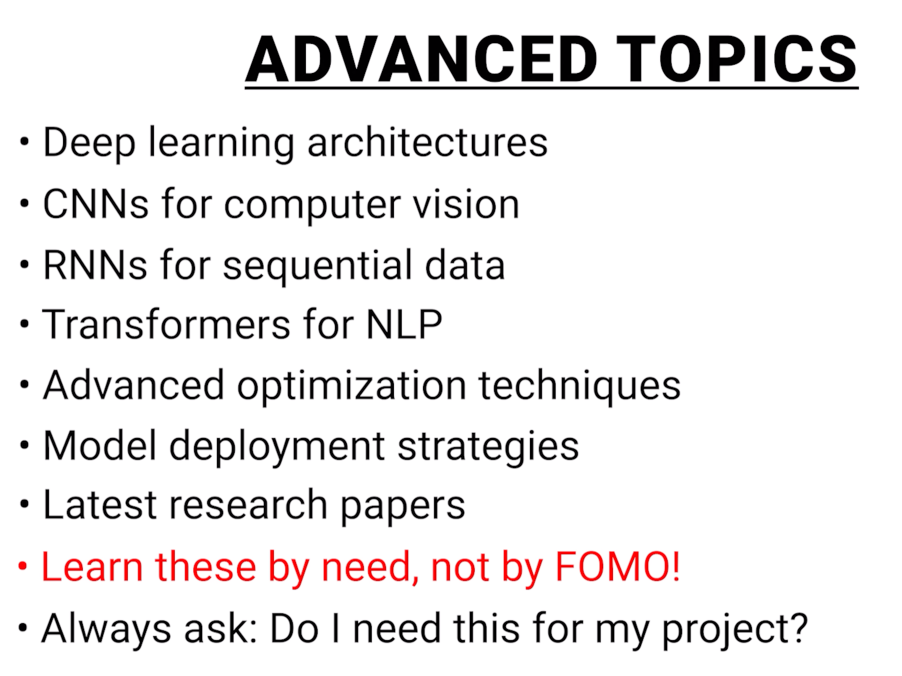 ADVANCED TOPICS
• Deep learning architectures
• CNNs for computer vision
• RNNs for sequential data
• Transformers for NLP
• Advanced optimization techniques
• Model deployment strategies
• Latest research papers
• Learn these by need, not by FOMO!
• Always ask: Do I need this for my project?